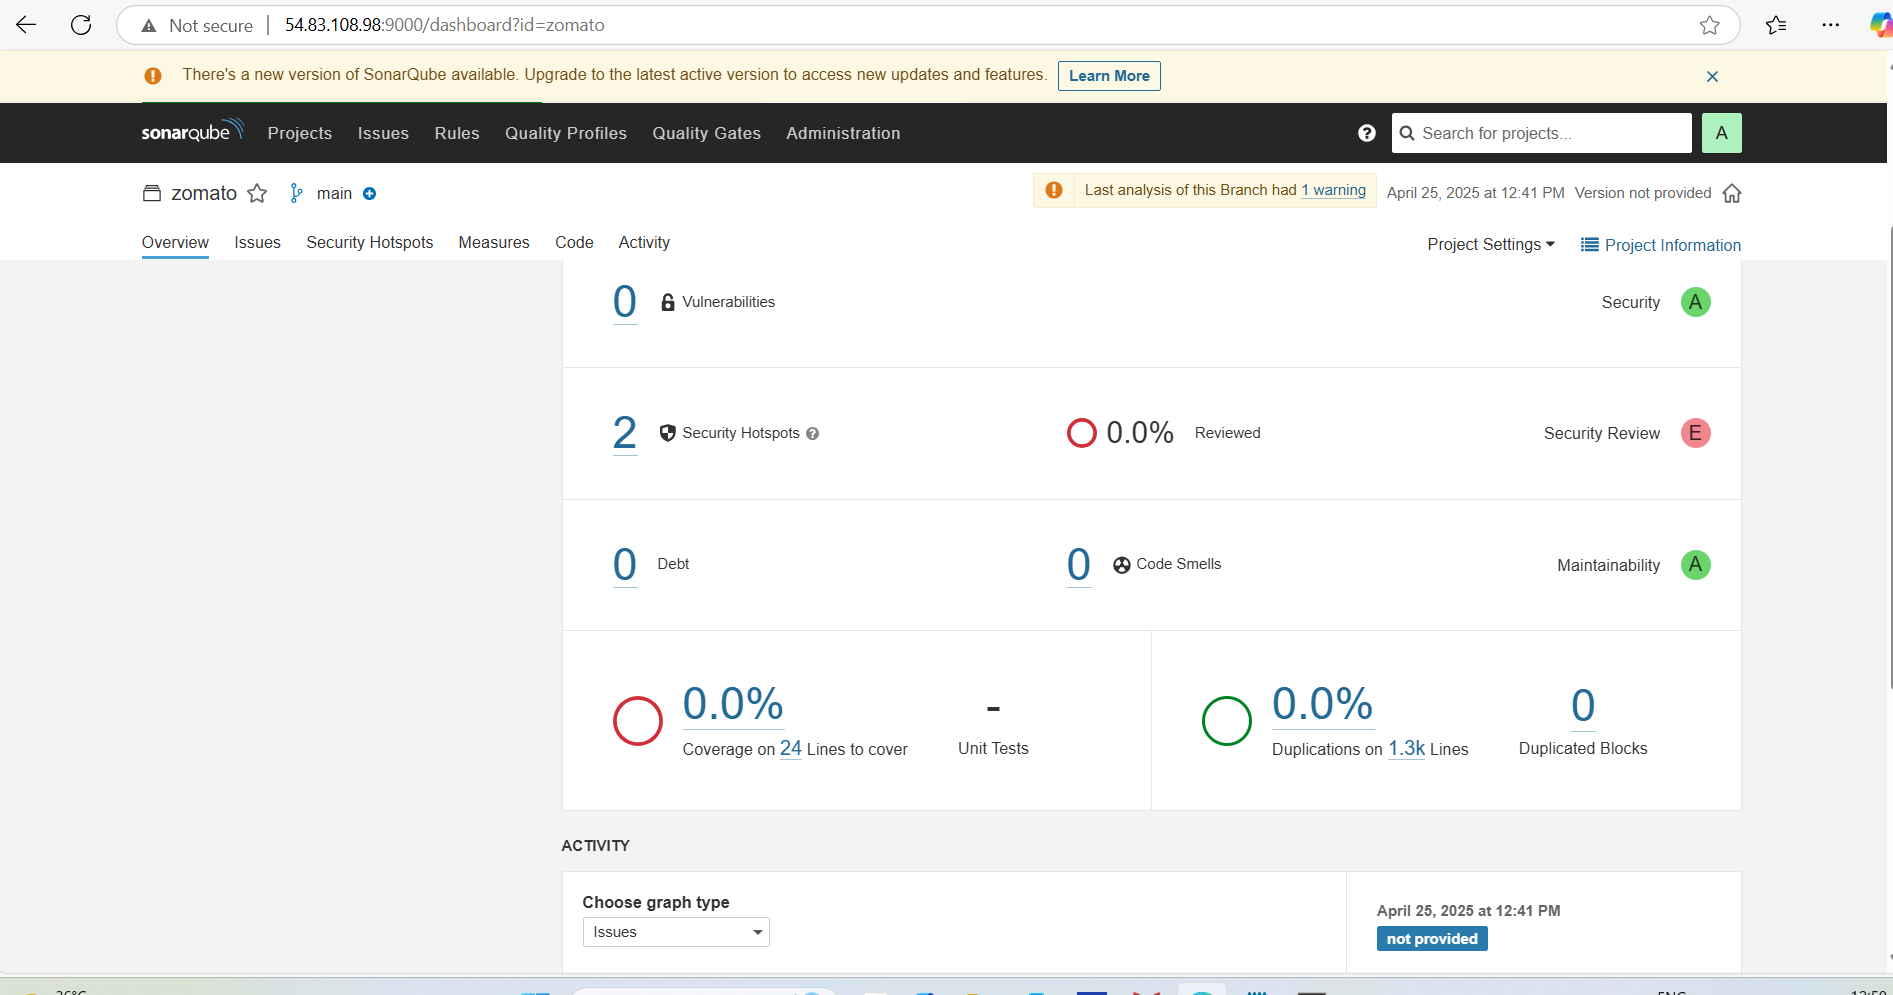 Not secure | 54.83.108.98:9000/dashboard?id=zomato
There's a new version of SonarQube available. Upgrade to the latest active version to access new updates and features. Learn More
sonarqube Projects Issues Rules Quality Profiles Quality Gates Administration Search for projects... A
zomato main Last analysis of this Branch had 1 warning April 25, 2025 at 12:41 PM Version not provided
Overview Issues Security Hotspots Measures Code Activity Project Settings Project Information
0 Vulnerabilities Security A
2 Security Hotspots 0.0% Reviewed Security Review E
0 Debt 0 Code Smells Maintainability A
0.0% - 0.0% 0
Coverage on 24 Lines to cover Unit Tests Duplications on 1.3k Lines Duplicated Blocks
ACTIVITY
Choose graph type
Issues
April 25, 2025 at 12:41 PM
not provided